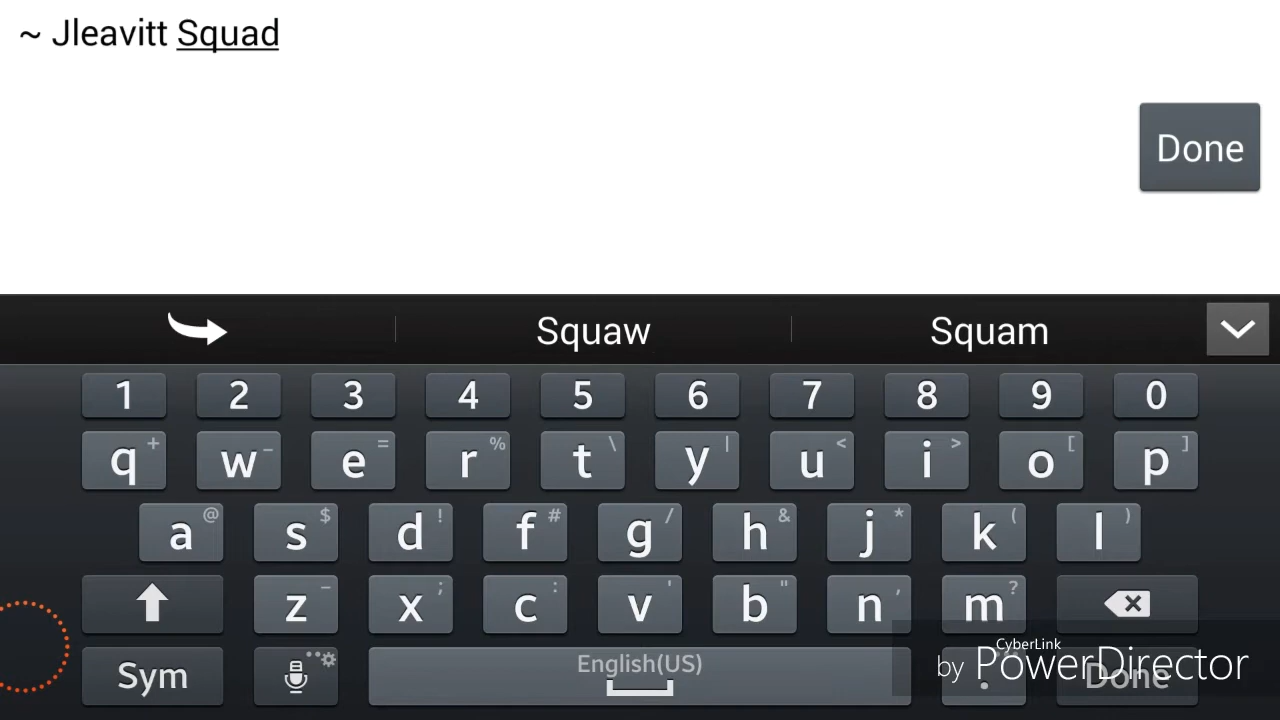 ~ Jleavitt Squad
Done
Squaw Squam
1 2 3 4 5 6 7 8 9 0
q + w - e = r % t \ y | u < i > o [ p ]
a @ s $ d ! f # g / h & j * k ( l )
z _ x ; c : v ' b " n , m ?
Sym English(US) . Done
CyberLink
by PowerDirector